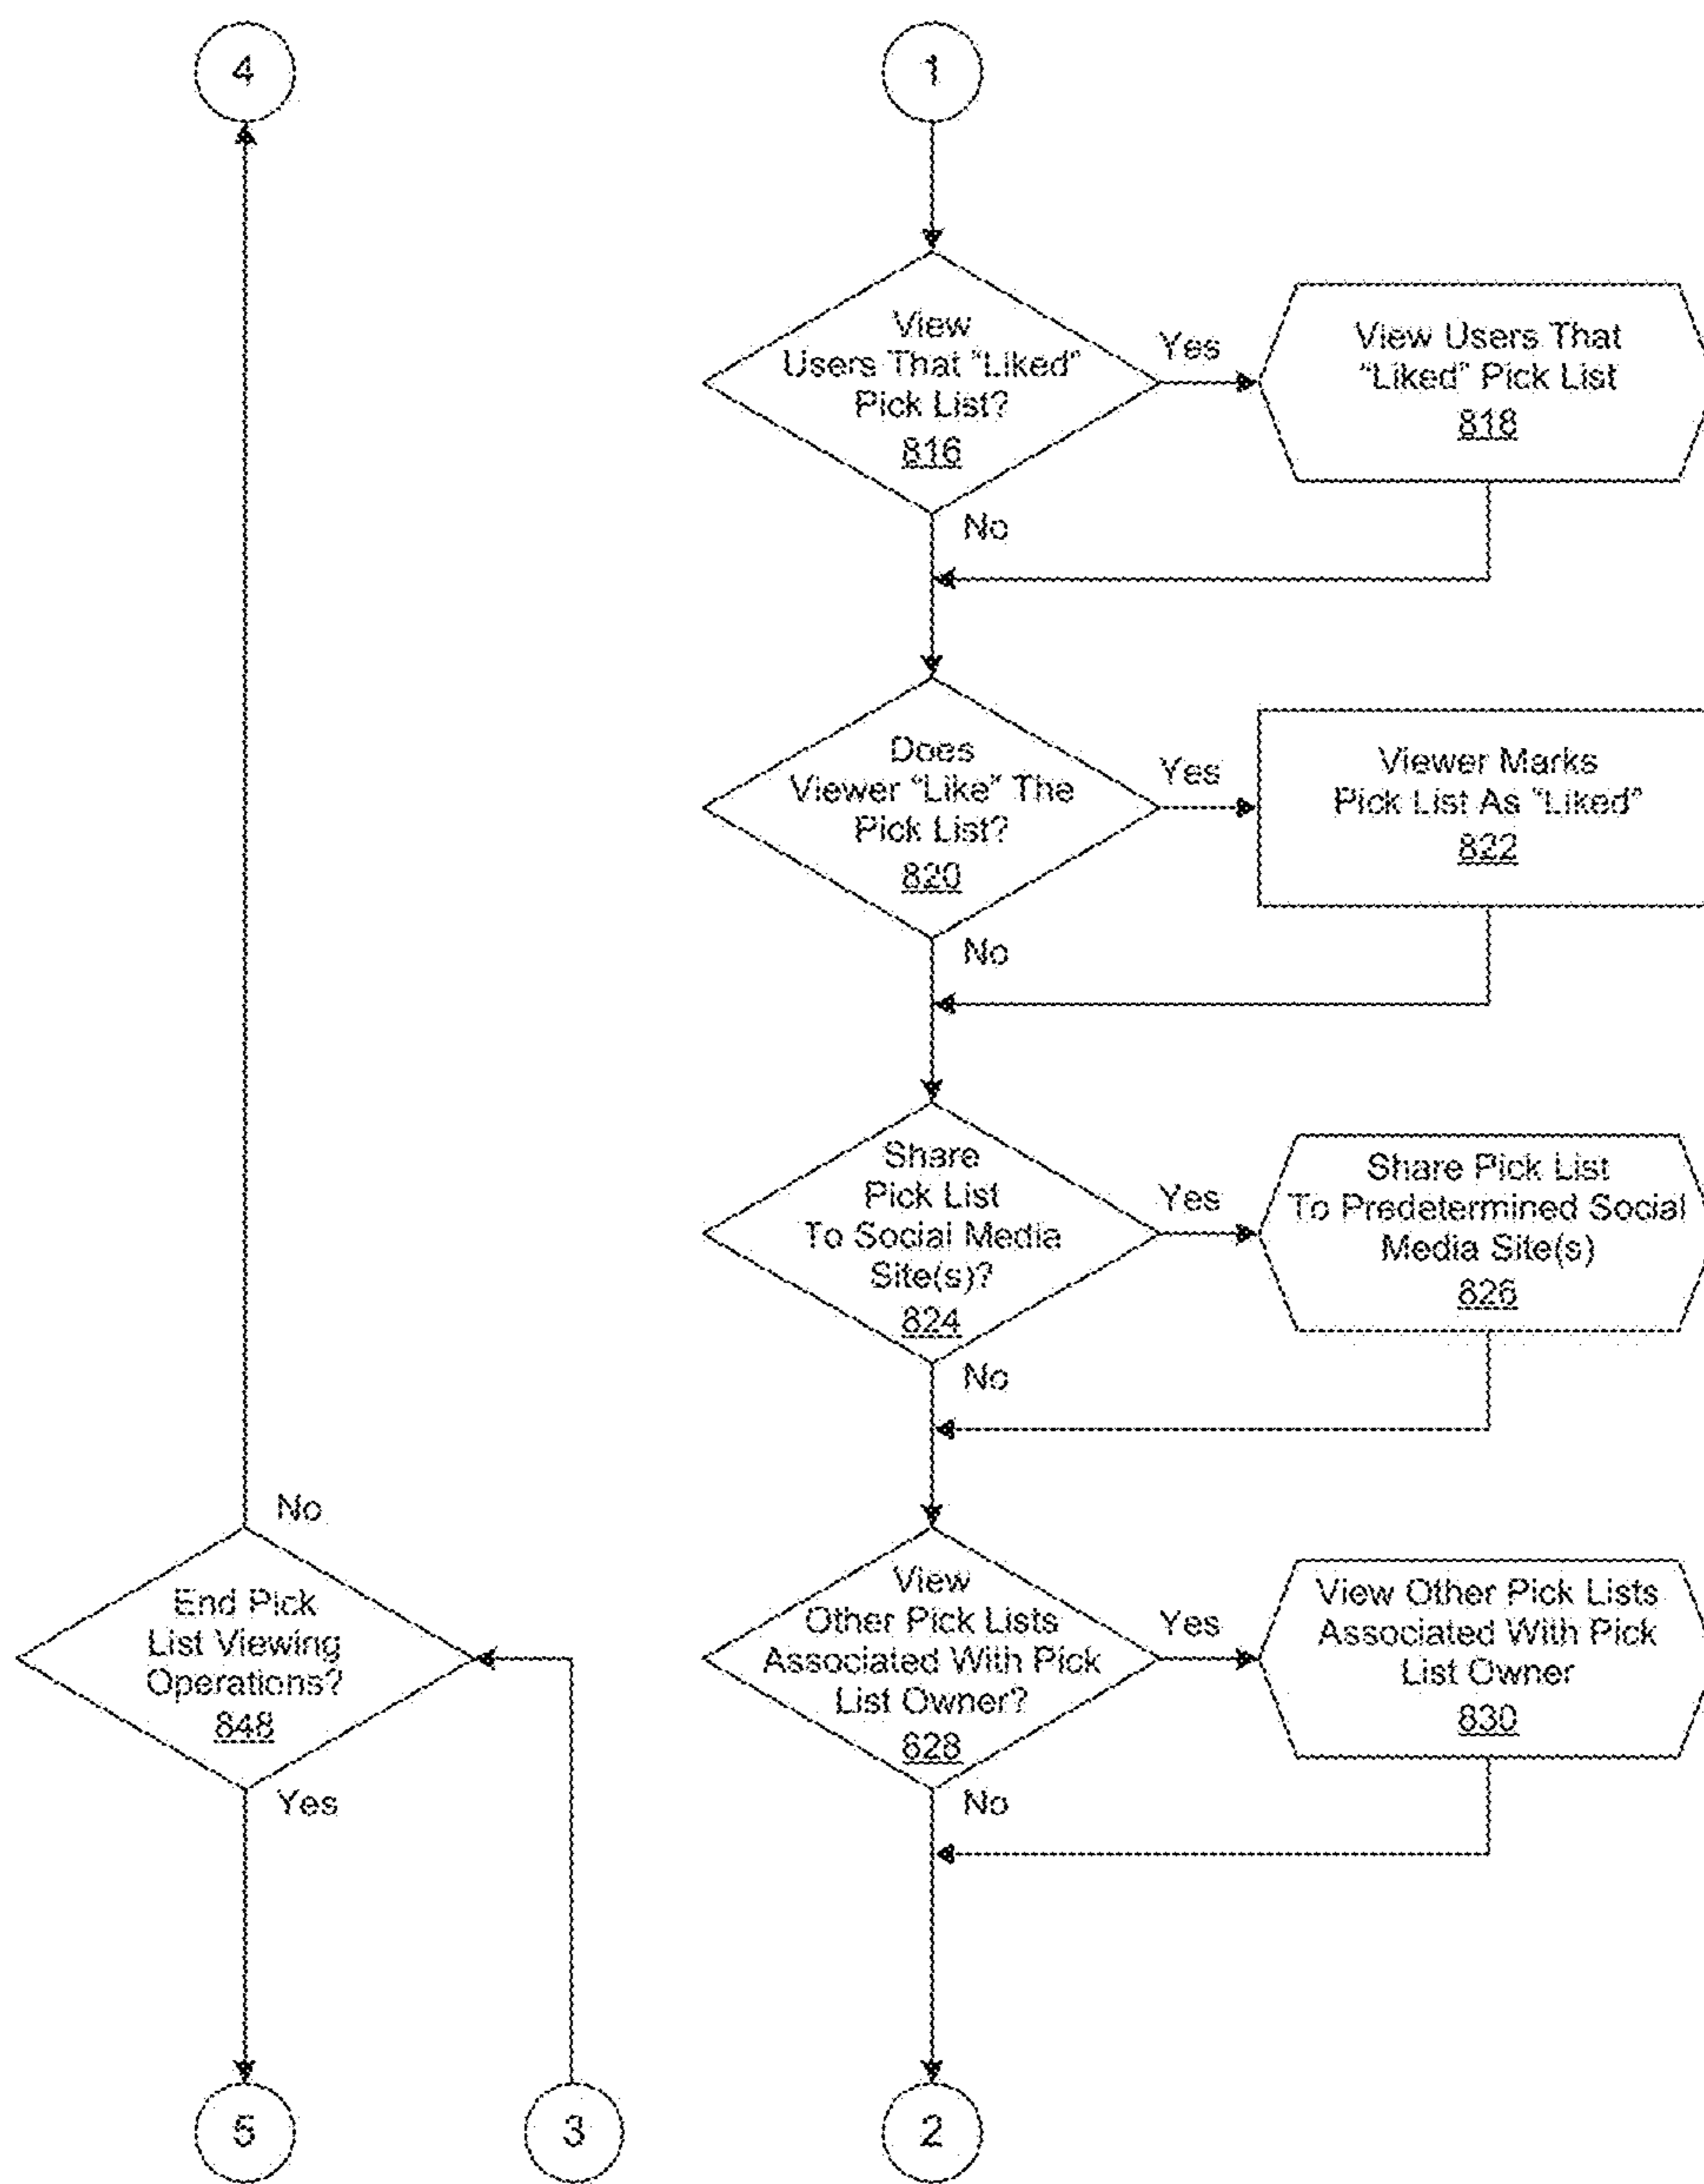 4
1
View
Users That "Liked"
Pick List?
816
Yes
View Users That
"Liked" Pick List
818
No
Does
Viewer "Like" The
Pick List?
820
Yes
Viewer Marks
Pick List As "Liked"
822
No
Share
Pick List
To Social Media
Site(s)?
824
Yes
Share Pick List
To Predetermined Social
Media Site(s)
826
No
View
Other Pick Lists
Associated With Pick
List Owner?
828
Yes
View Other Pick Lists
Associated With Pick
List Owner
830
No
No
End Pick
List Viewing
Operations?
848
Yes
5
3
2